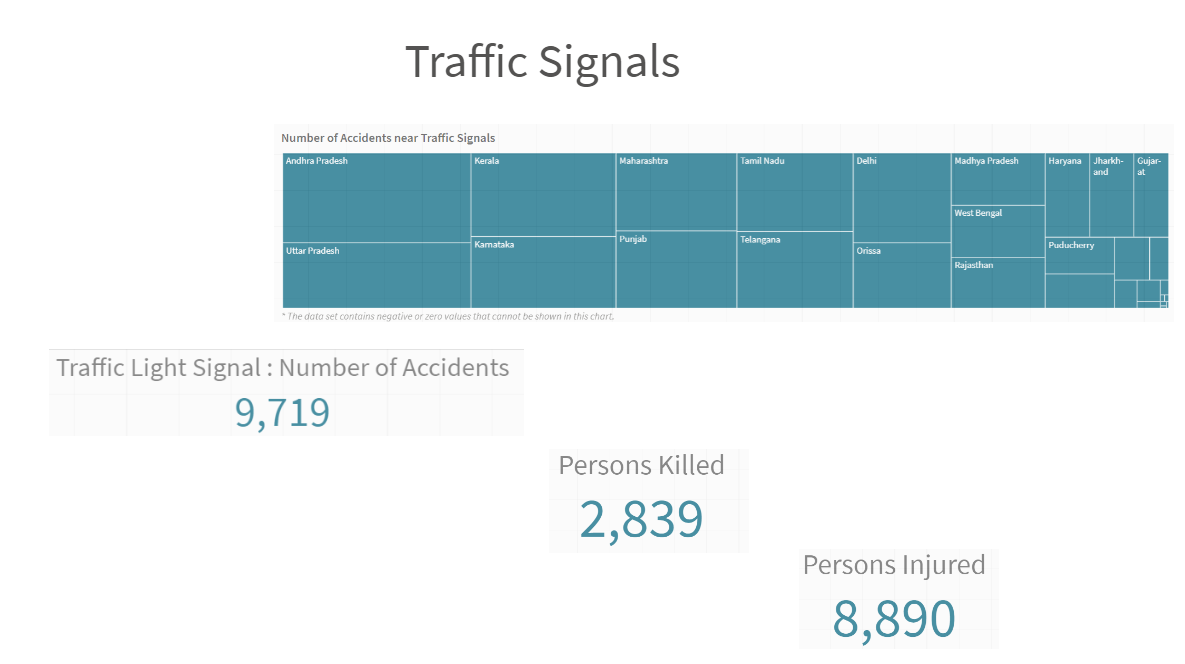 Traffic Signals
Number of Accidents near Traffic Signals
Andhra Pradesh
Kerala
Maharashtra
Tamil Nadu
Delhi
Madhya Pradesh
Haryana
Jharkh-
and
Gujar-
at
West Bengal
Uttar Pradesh
Karnataka
Punjab
Telangana
Orissa
Puducherry
Rajasthan
* The data set contains negative or zero values that cannot be shown in this chart.
Traffic Light Signal : Number of Accidents
9,719
Persons Killed
2,839
Persons Injured
8,890